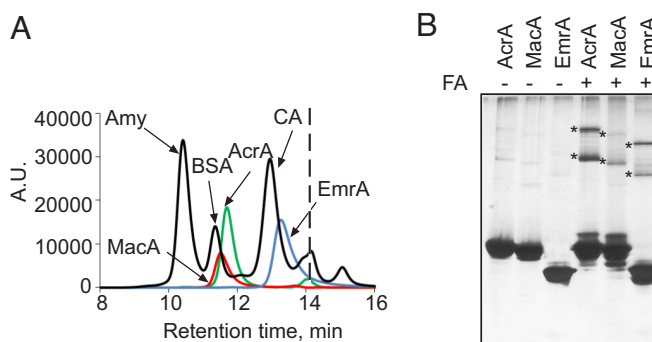 A
B
AcrA MacA EmrA AcrA MacA EmrA
FA - - - + + +
Amy
CA
BSA
AcrA
EmrA
MacA
A.U.
40000
30000
20000
10000
0
8 10 12 14 16
Retention time, min
* *
* *
*
*